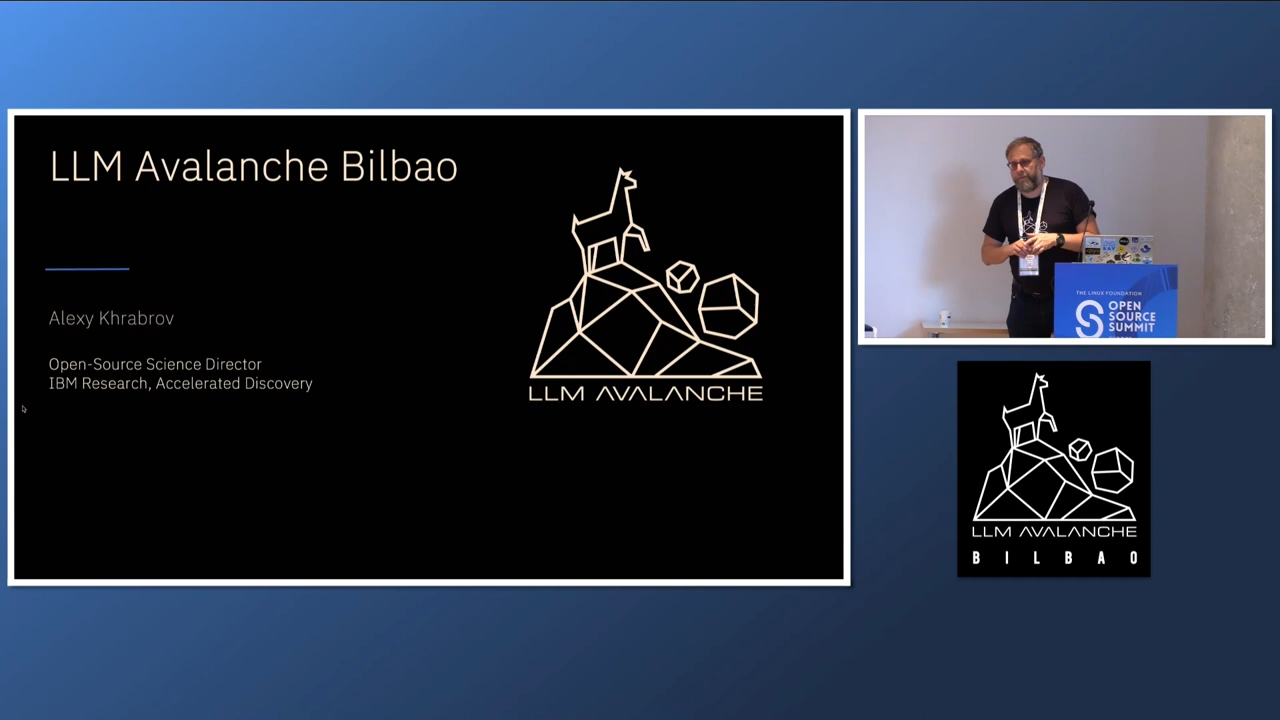 LLM Avalanche Bilbao
Alexy Khrabrov
Open-Source Science Director
IBM Research, Accelerated Discovery
LLM AVALANCHE
THE LINUX FOUNDATION
OPEN
SOURCE
SUMMIT
LLM AVALANCHE
BILBAO